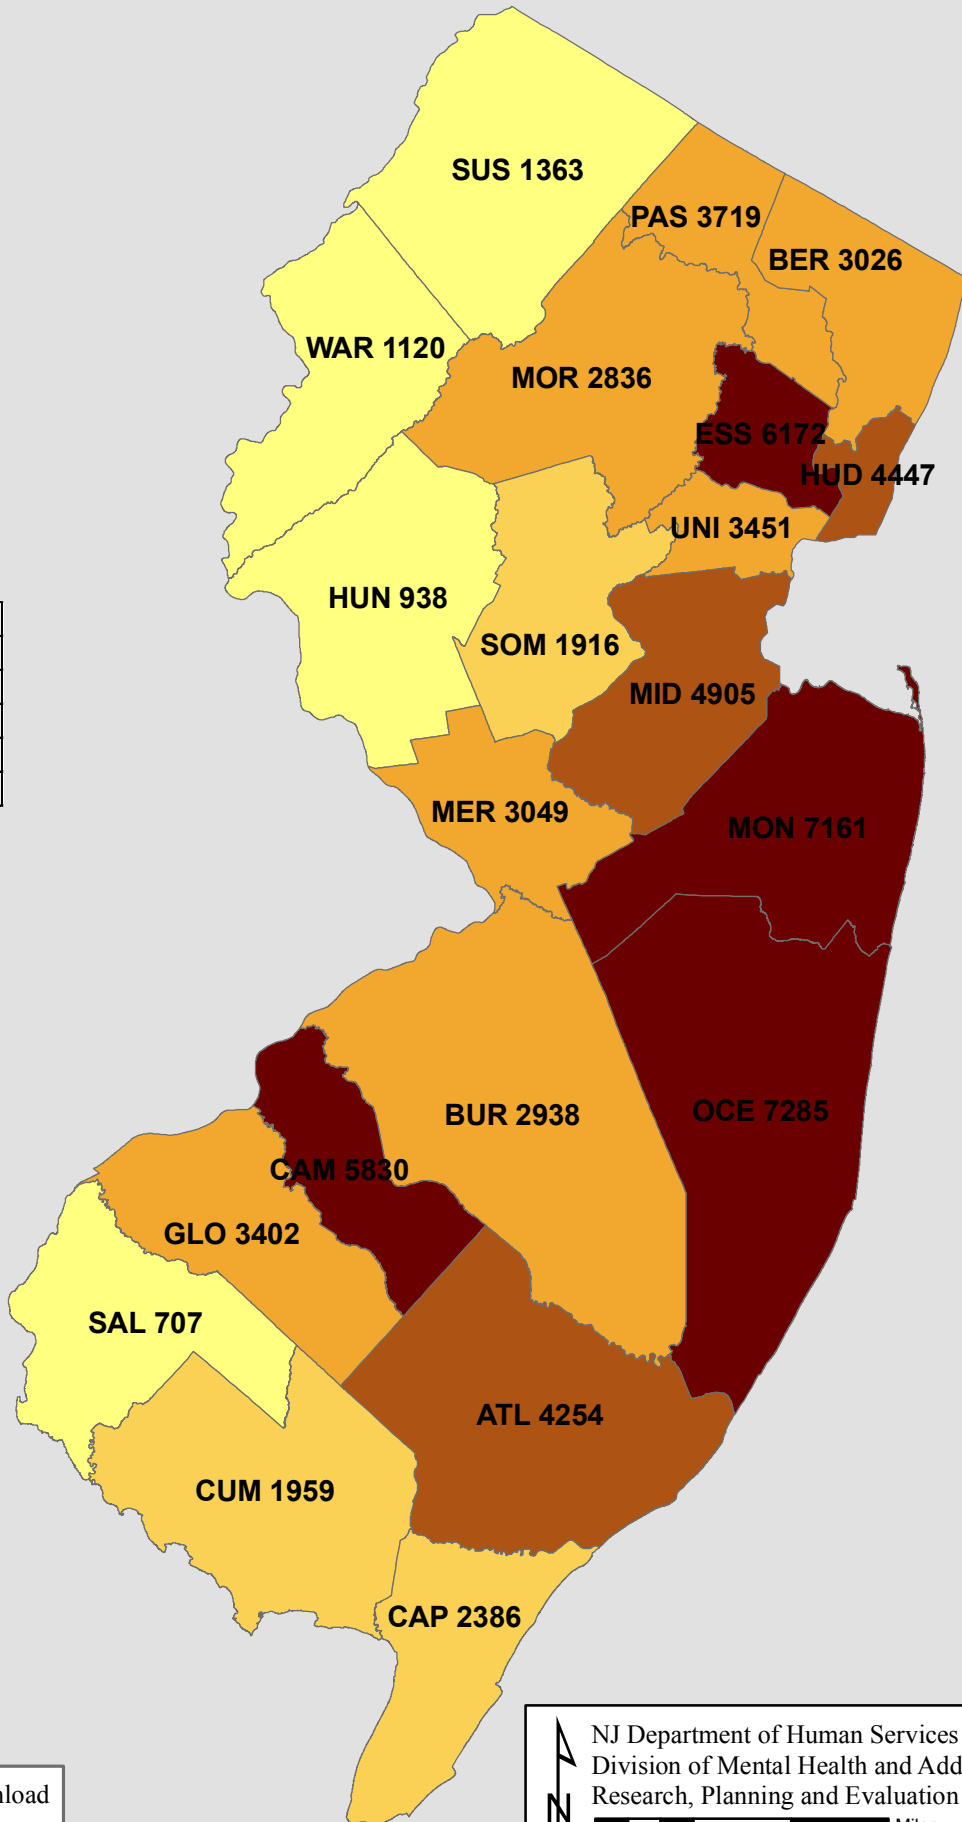 SUS 1363
PAS 3719
BER 3026
WAR 1120
MOR 2836
ESS 6172
HUD 4447
UNI 3451
HUN 938
SOM 1916
MID 4905
MER 3049
MON 7161
BUR 2938
OCE 7285
CAM 5830
GLO 3402
SAL 707
ATL 4254
CUM 1959
CAP 2386
NJ Department of Human Services
Division of Mental Health and Add
Research, Planning and Evaluation
N
Miles
nload